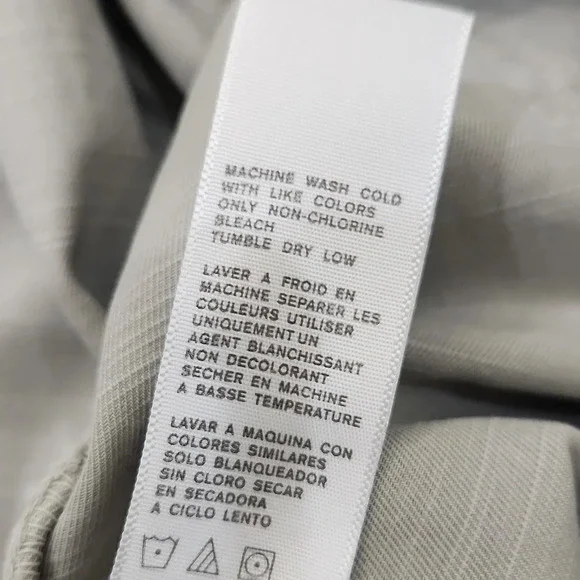 MACHINE WASH COLD
WITH LIKE COLORS
ONLY NON-CHLORINE
BLEACH
TUMBLE DRY LOW
LAVER A FROID EN
MACHINE SEPARER LES
COULEURS UTILISER
UNIQUEMENT UN
AGENT BLANCHISSANT
NON DECOLORANT
SECHER EN MACHINE
A BASSE TEMPERATURE
LAVAR A MAQUINA CON
COLORES SIMILARES
SOLO BLANQUEADOR
SIN CLORO SECAR
EN SECADORA
A CICLO LENTO